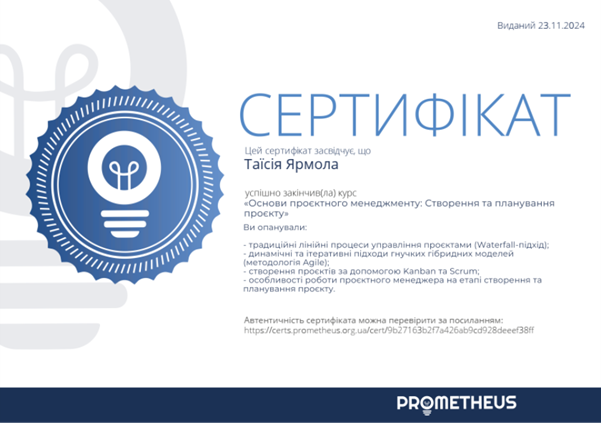 Виданий 23.11.2024
СЕРТИФІКАТ
Цей сертифікат засвідчує, що
Таїсія Ярмола
успішно закінчив(ла) курс
«Основи проєктного менеджменту: Створення та планування
проєкту»
Ви опанували:
- традиційні лінійні процеси управління проєктами (Waterfall-підхід);
- динамічні та ітеративні підходи гнучких гібридних моделей
(методологія Agile);
- створення проєктів за допомогою Kanban та Scrum;
- особливості роботи проєктного менеджера на етапі створення та
планування проєкту.
Автентичність сертифіката можна перевірити за посиланням:
https://certs.prometheus.org.ua/cert/9b27163b2f7a426ab9cd928deeef38ff
PROMETHEUS